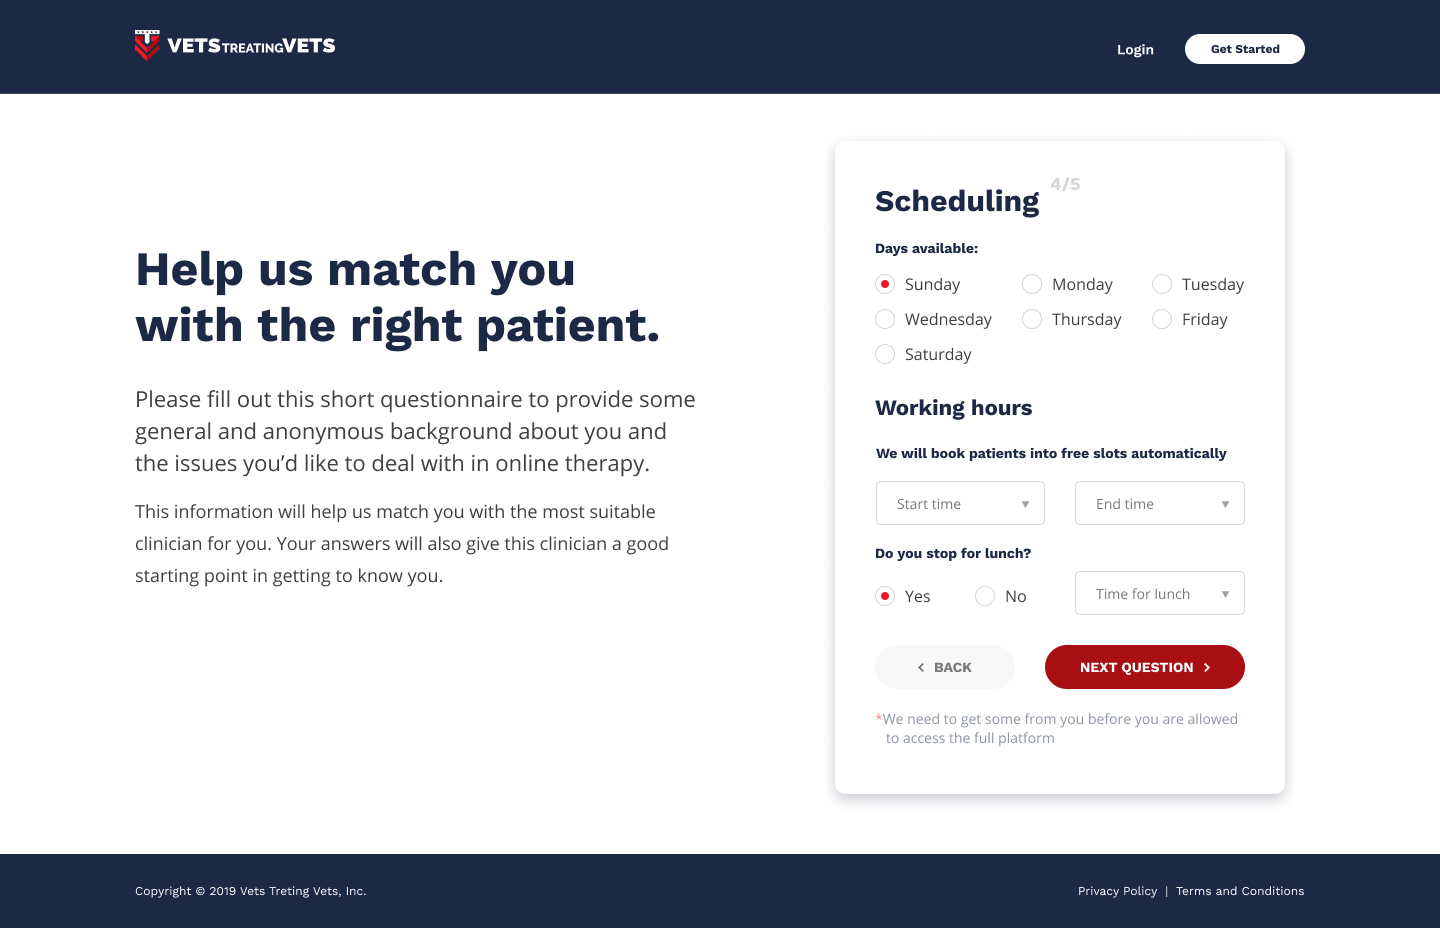 VETSTREATINGVETS
Login
Get Started
Help us match you
with the right patient.
Please fill out this short questionnaire to provide some
general and anonymous background about you and
the issues you’d like to deal with in online therapy.
This information will help us match you with the most suitable
clinician for you. Your answers will also give this clinician a good
starting point in getting to know you.
Scheduling 4/5
Days available:
Sunday Monday Tuesday
Wednesday Thursday Friday
Saturday
Working hours
We will book patients into free slots automatically
Start time End time
Do you stop for lunch?
Yes No Time for lunch
BACK NEXT QUESTION
*We need to get some from you before you are allowed
to access the full platform
Copyright © 2019 Vets Treting Vets, Inc.
Privacy Policy | Terms and Conditions